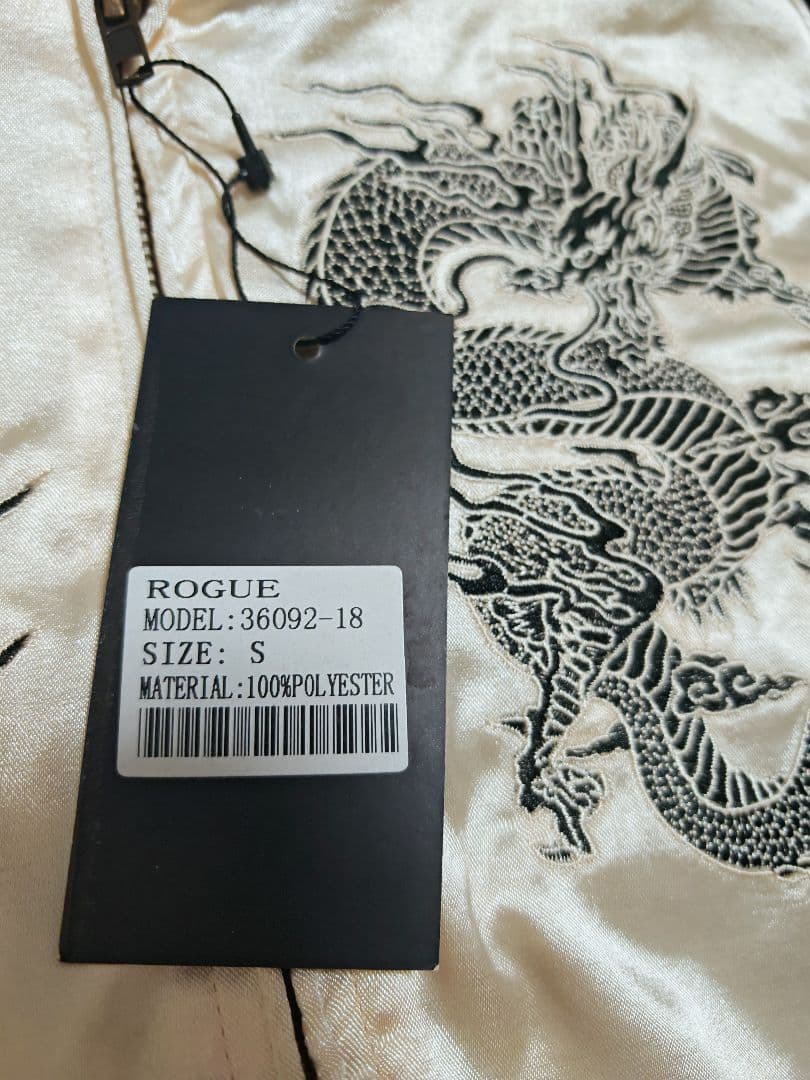 ROGUE
MODEL:36092-18
SIZE: S
MATERIAL:100%POLYESTER